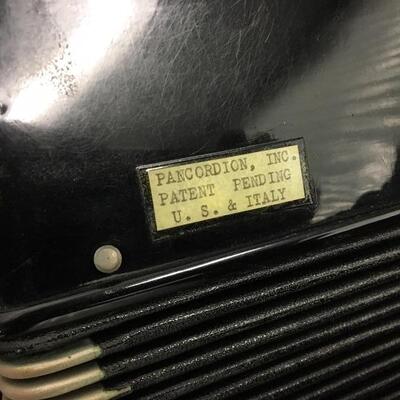 PANCORDION, INC.
PATENT PENDING
U. S. & ITALY